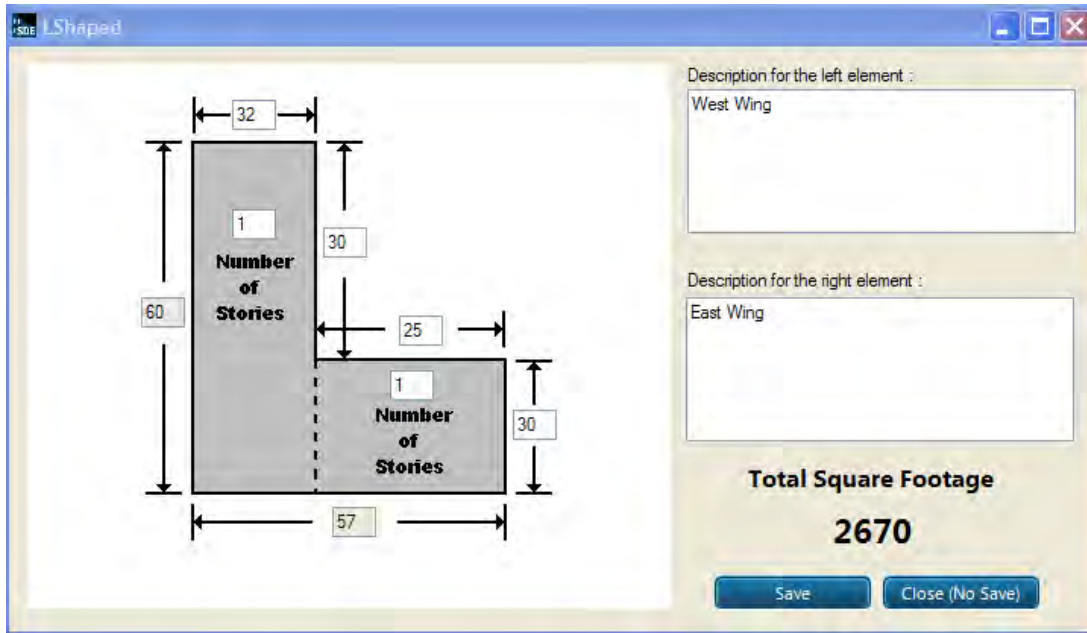 SDE LShaped
Description for the left element :
West Wing
32
1
Number
of
Stories
30
60
25
1
Number
of
Stories
30
57
Description for the right element :
East Wing
Total Square Footage
2670
Save
Close (No Save)